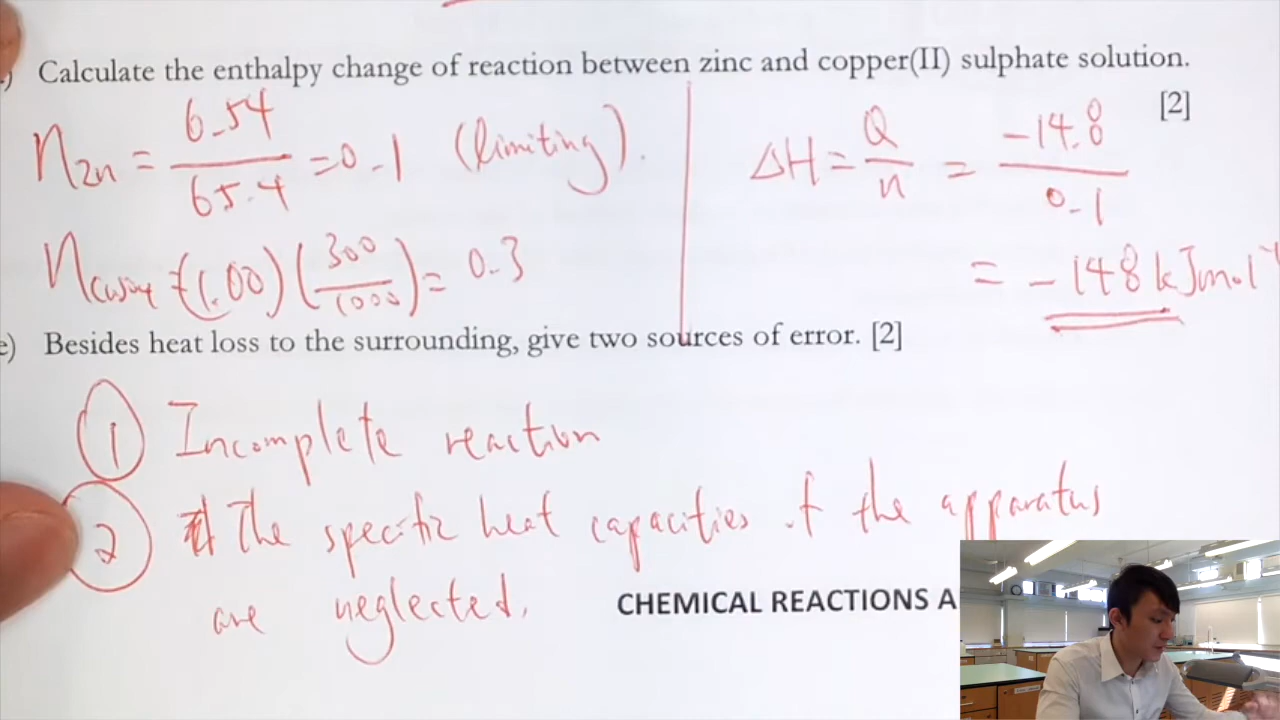 ) Calculate the enthalpy change of reaction between zinc and copper(II) sulphate solution.
[2]
nZn = 6.54 / 65.4 = 0.1 (limiting).
nCuSO4 = (1.00)(300/1000) = 0.3
ΔH = Q/n = -14.8 / 0.1
= -148 kJmol⁻¹
e) Besides heat loss to the surrounding, give two sources of error. [2]
① Incomplete reaction
② The specific heat capacities of the apparatus
are neglected.
CHEMICAL REACTIONS A